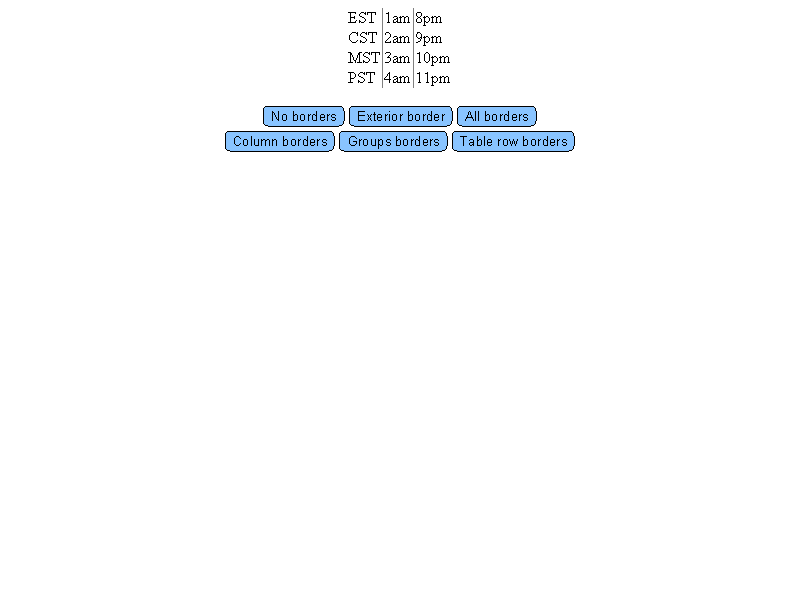 EST 1am 8pm
CST 2am 9pm
MST 3am 10pm
PST 4am 11pm
No borders Exterior border All borders
Column borders Groups borders Table row borders